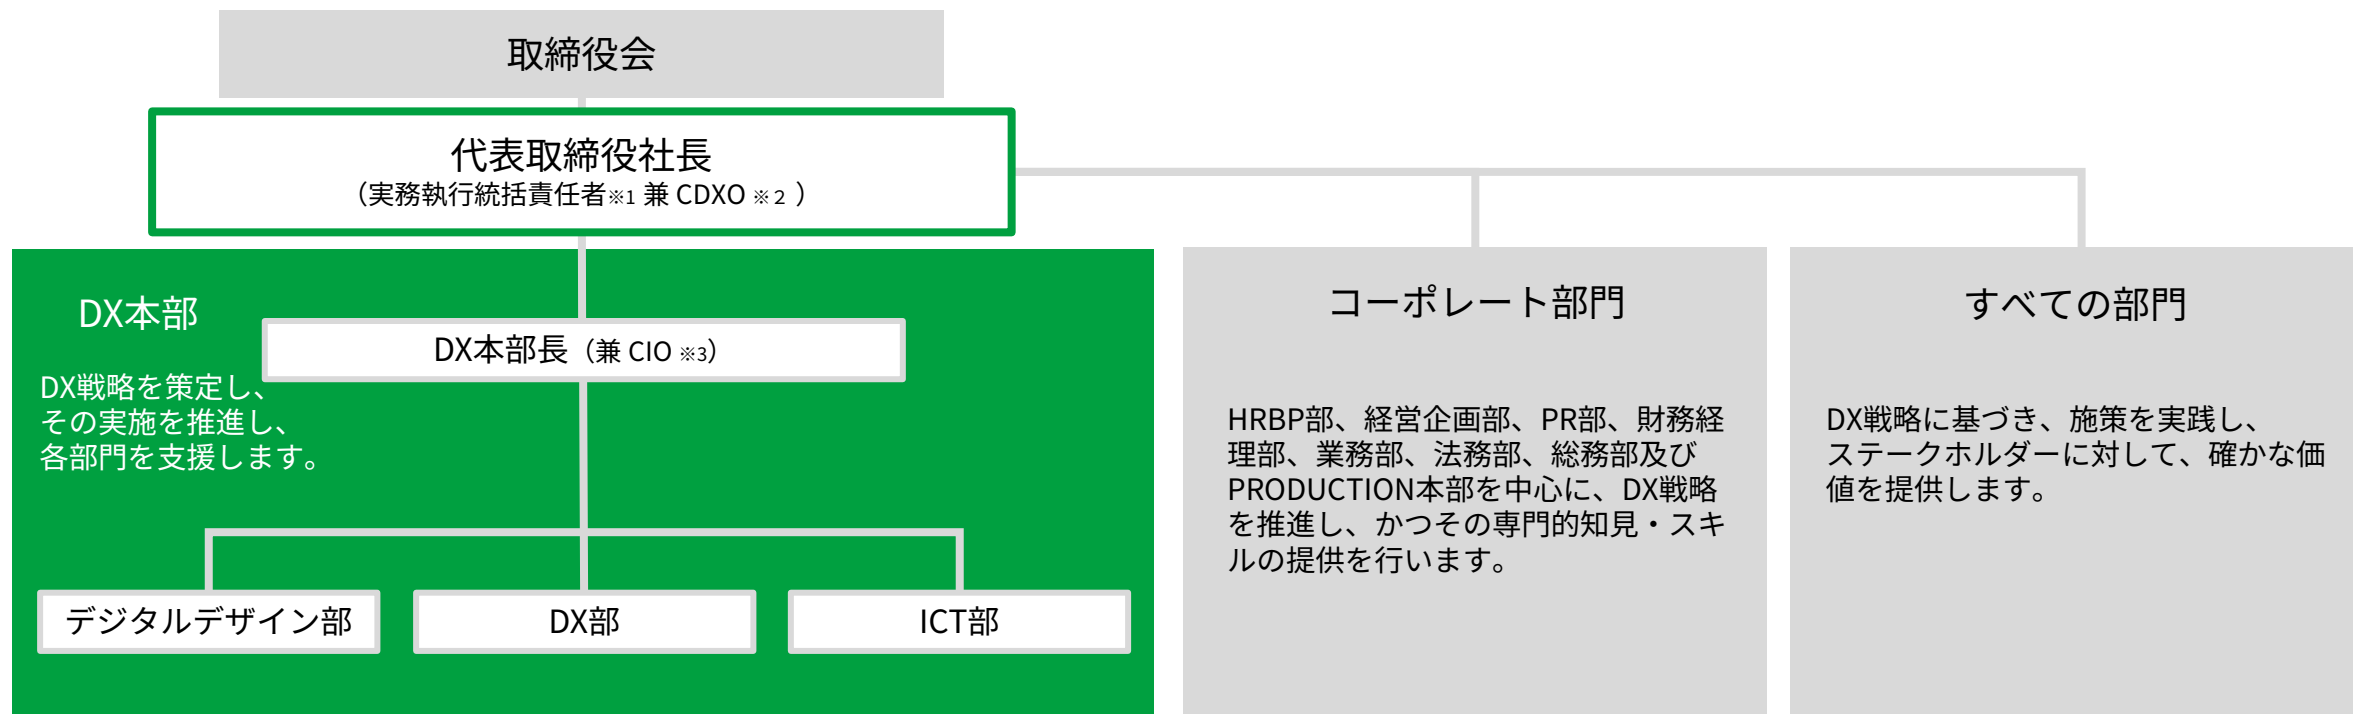 取締役会
代表取締役社長
（実務執行統括責任者※1 兼 CDXO ※２ ）
DX本部
DX本部長（兼 CIO ※3）
DX戦略を策定し、
その実施を推進し、
各部門を支援します。
デジタルデザイン部
DX部
ICT部
コーポレート部門
HRBP部、経営企画部、PR部、財務経
理部、業務部、法務部、総務部及び
PRODUCTION本部を中心に、DX戦略
を推進し、かつその専門的知見・スキ
ルの提供を行います。
すべての部門
DX戦略に基づき、施策を実践し、
ステークホルダーに対して、確かな価
値を提供します。